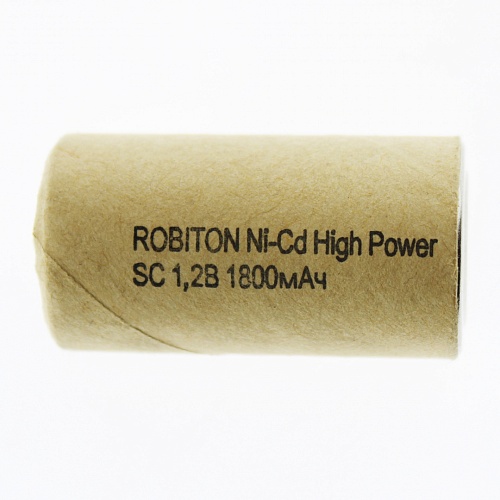 ROBITON Ni-Cd High Power
SC 1,2В 1800мАч